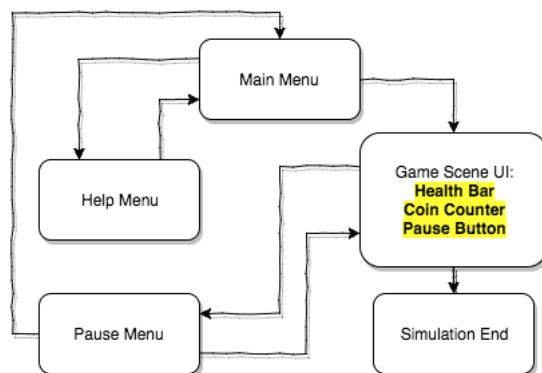 Main Menu
Help Menu
Game Scene UI:
Health Bar
Coin Counter
Pause Button
Pause Menu
Simulation End